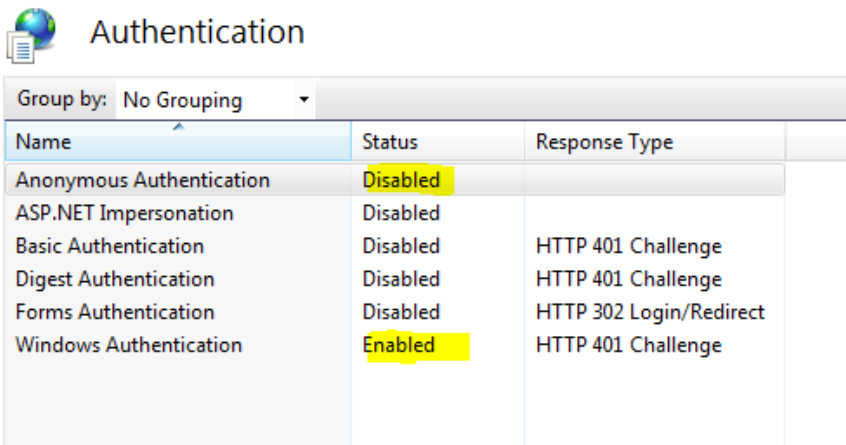 Authentication
Group by: No Grouping
Name Status Response Type
Anonymous Authentication Disabled
ASP.NET Impersonation Disabled
Basic Authentication Disabled HTTP 401 Challenge
Digest Authentication Disabled HTTP 401 Challenge
Forms Authentication Disabled HTTP 302 Login/Redirect
Windows Authentication Enabled HTTP 401 Challenge